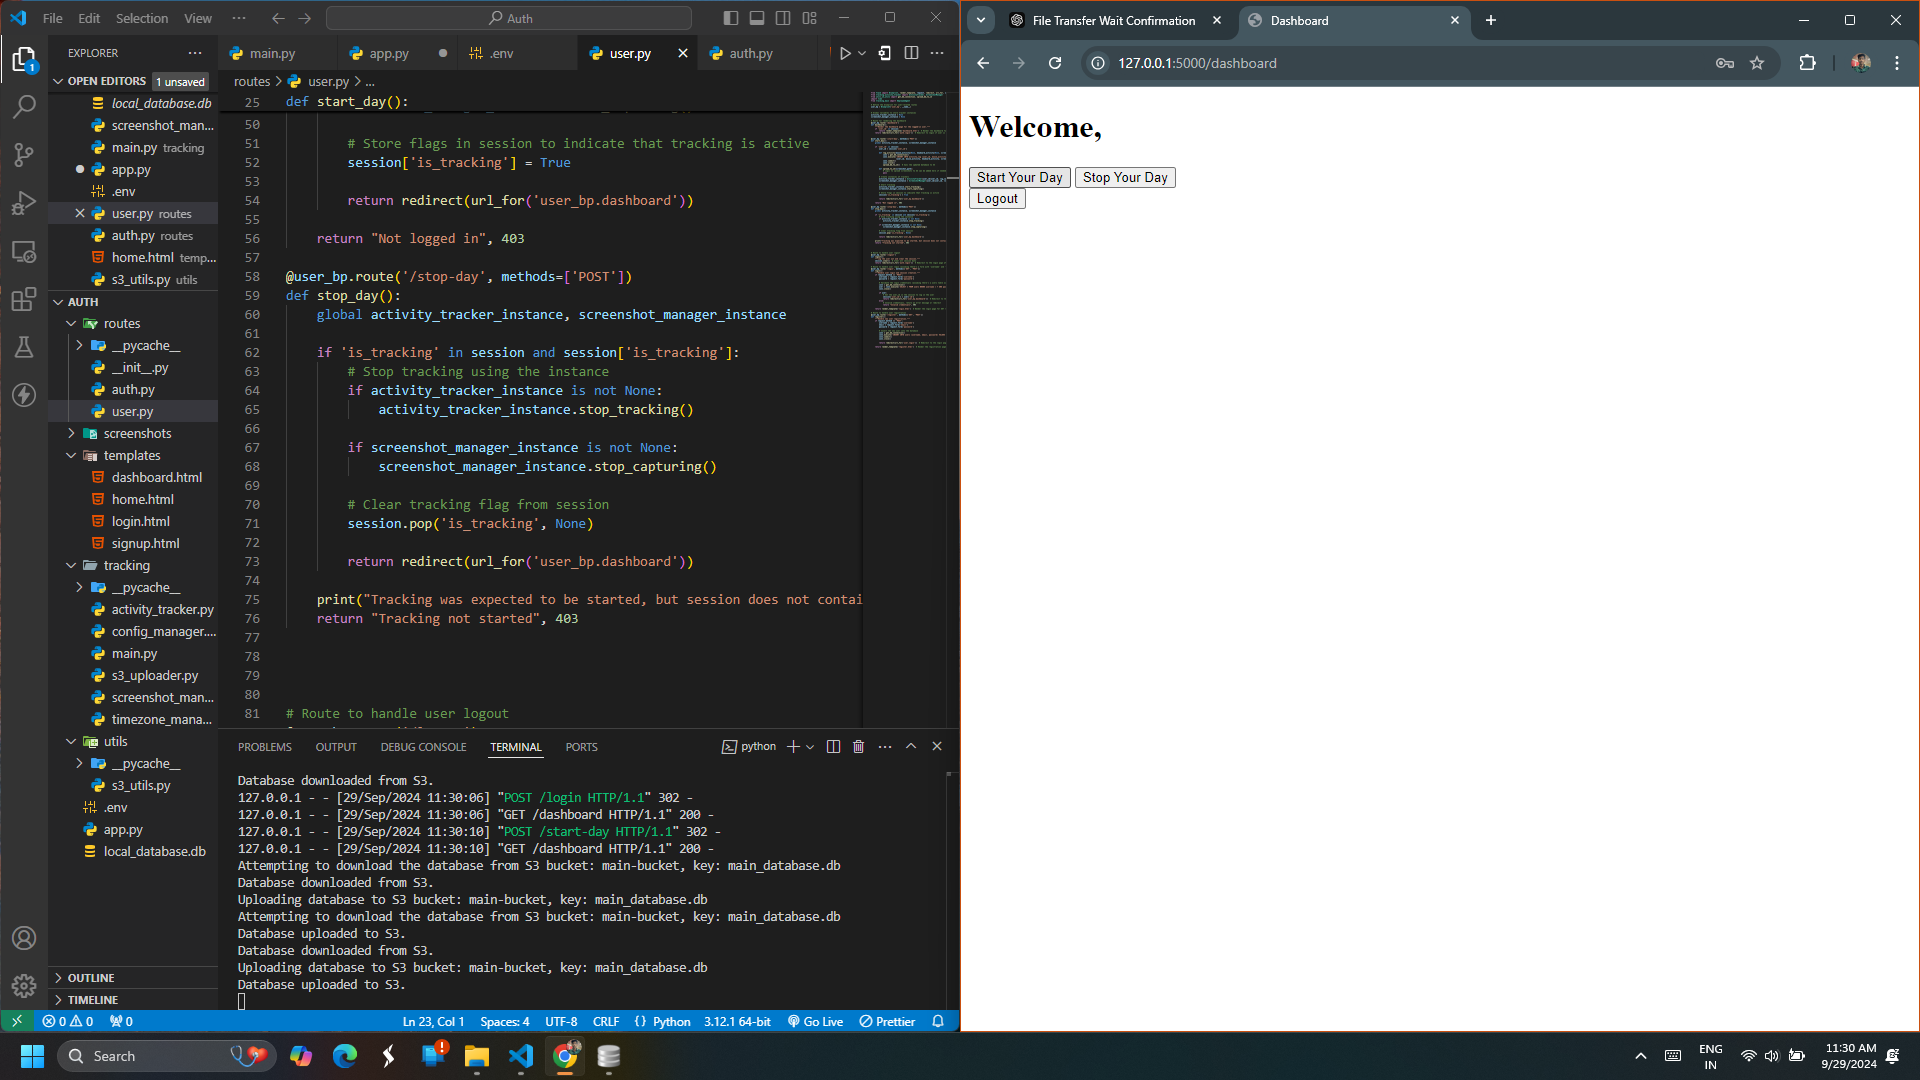 File Edit Selection View ··· Auth
EXPLORER
OPEN EDITORS 1 unsaved
local_database.db
screenshot_man...
main.py tracking
app.py
.env
user.py routes
auth.py routes
home.html temp...
s3_utils.py utils
AUTH
routes
__pycache__
__init__.py
auth.py
user.py
screenshots
templates
dashboard.html
home.html
login.html
signup.html
tracking
__pycache__
activity_tracker.py
config_manager....
main.py
s3_uploader.py
screenshot_man...
timezone_mana...
utils
__pycache__
s3_utils.py
.env
app.py
local_database.db
OUTLINE
TIMELINE
main.py app.py .env user.py auth.py
routes > user.py > ...
25 def start_day():
50
51 # Store flags in session to indicate that tracking is active
52 session['is_tracking'] = True
53
54 return redirect(url_for('user_bp.dashboard'))
55
56 return "Not logged in", 403
57
58 @user_bp.route('/stop-day', methods=['POST'])
59 def stop_day():
60 global activity_tracker_instance, screenshot_manager_instance
61
62 if 'is_tracking' in session and session['is_tracking']:
63 # Stop tracking using the instance
64 if activity_tracker_instance is not None:
65 activity_tracker_instance.stop_tracking()
66
67 if screenshot_manager_instance is not None:
68 screenshot_manager_instance.stop_capturing()
69
70 # Clear tracking flag from session
71 session.pop('is_tracking', None)
72
73 return redirect(url_for('user_bp.dashboard'))
74
75 print("Tracking was expected to be started, but session does not contai
76 return "Tracking not started", 403
77
78
79
80
81 # Route to handle user logout
PROBLEMS OUTPUT DEBUG CONSOLE TERMINAL PORTS python
Database downloaded from S3.
127.0.0.1 - - [29/Sep/2024 11:30:06] "POST /login HTTP/1.1" 302 -
127.0.0.1 - - [29/Sep/2024 11:30:06] "GET /dashboard HTTP/1.1" 200 -
127.0.0.1 - - [29/Sep/2024 11:30:10] "POST /start-day HTTP/1.1" 302 -
127.0.0.1 - - [29/Sep/2024 11:30:10] "GET /dashboard HTTP/1.1" 200 -
Attempting to download the database from S3 bucket: main-bucket, key: main_database.db
Database downloaded from S3.
Uploading database to S3 bucket: main-bucket, key: main_database.db
Attempting to download the database from S3 bucket: main-bucket, key: main_database.db
Database uploaded to S3.
Database downloaded from S3.
Uploading database to S3 bucket: main-bucket, key: main_database.db
Database uploaded to S3.
0 0 0 Ln 23, Col 1 Spaces: 4 UTF-8 CRLF {} Python 3.12.1 64-bit Go Live Prettier
File Transfer Wait Confirmation Dashboard
127.0.0.1:5000/dashboard
Welcome,
Start Your Day Stop Your Day
Logout
Search
ENG
IN
11:30 AM
9/29/2024